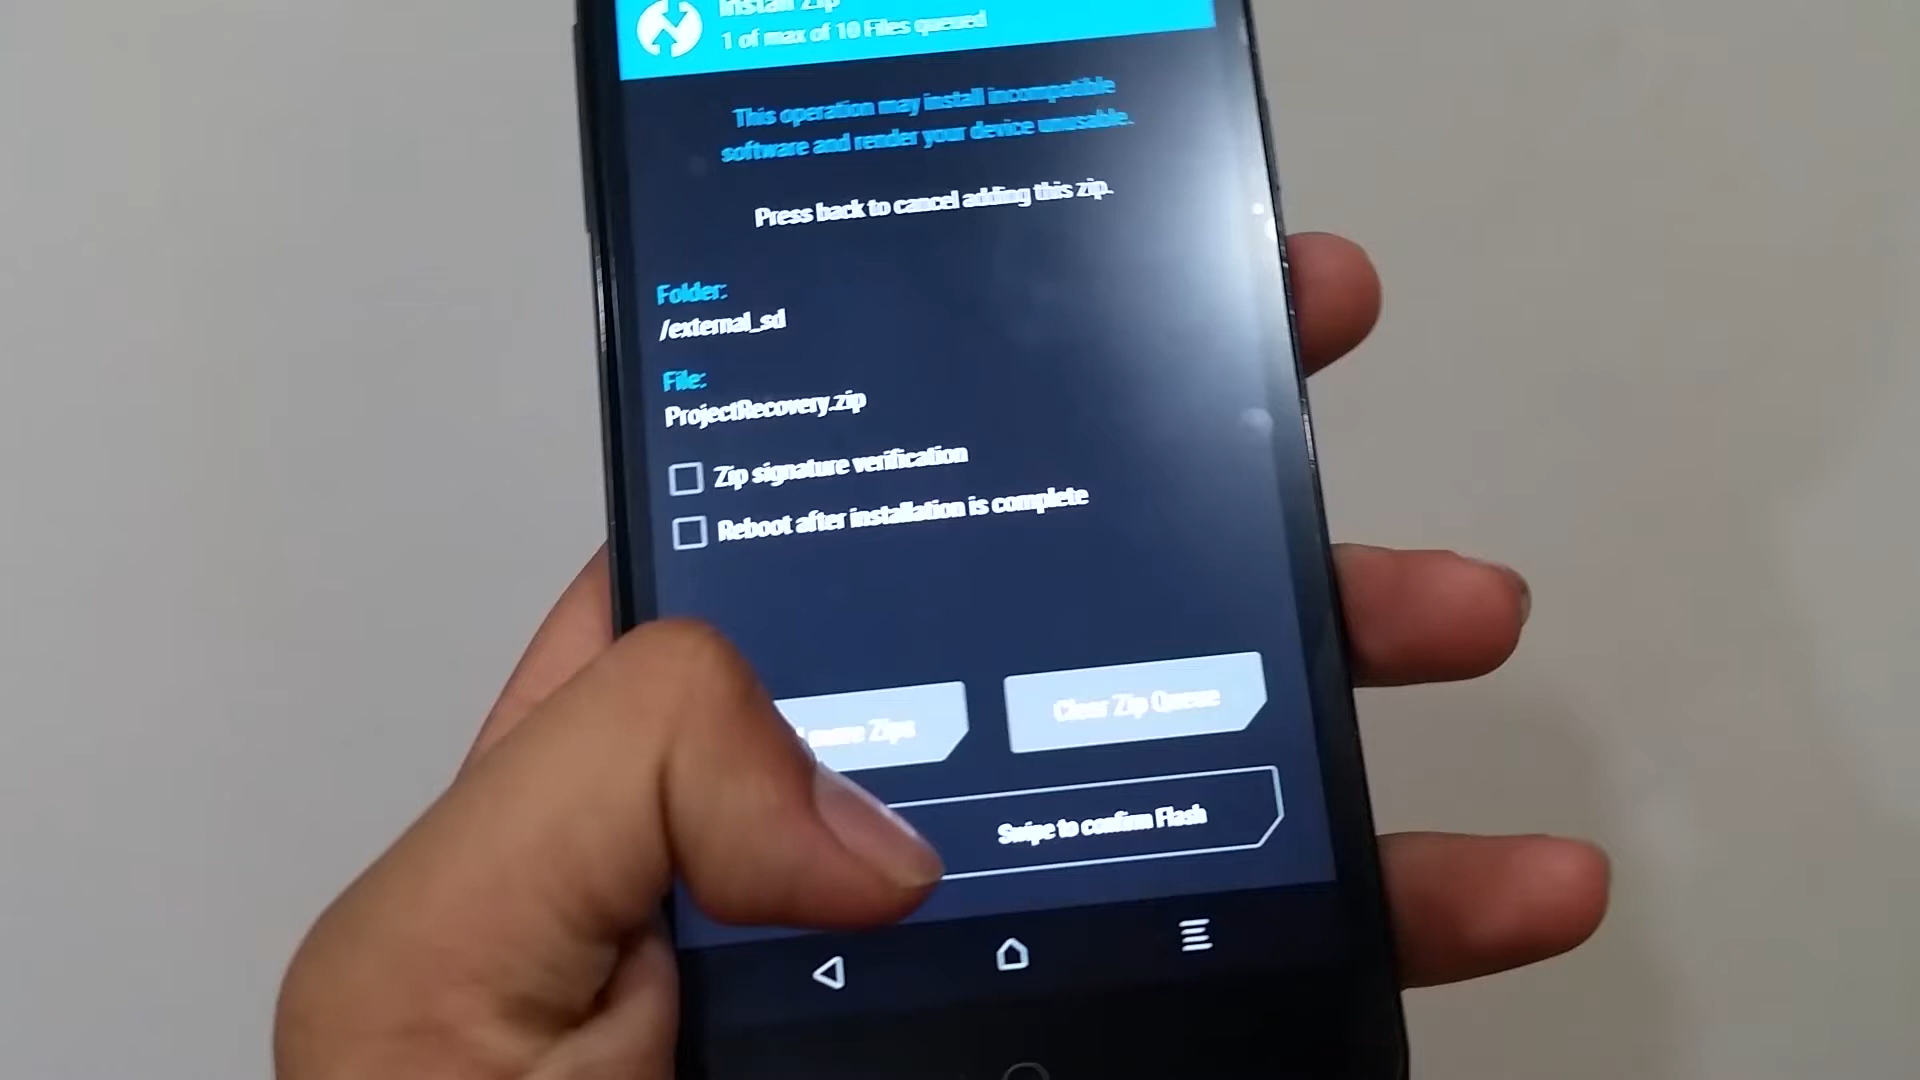 Install Zip
1 of max of 10 Files queued
This operation may install incompatible
software and render your device unusable.
Press back to cancel adding this zip.
Folder:
/external_sd
File:
ProjectRecovery.zip
Zip signature verification
Reboot after installation is complete
more Zips
Clear Zip Queue
Swipe to confirm Flash